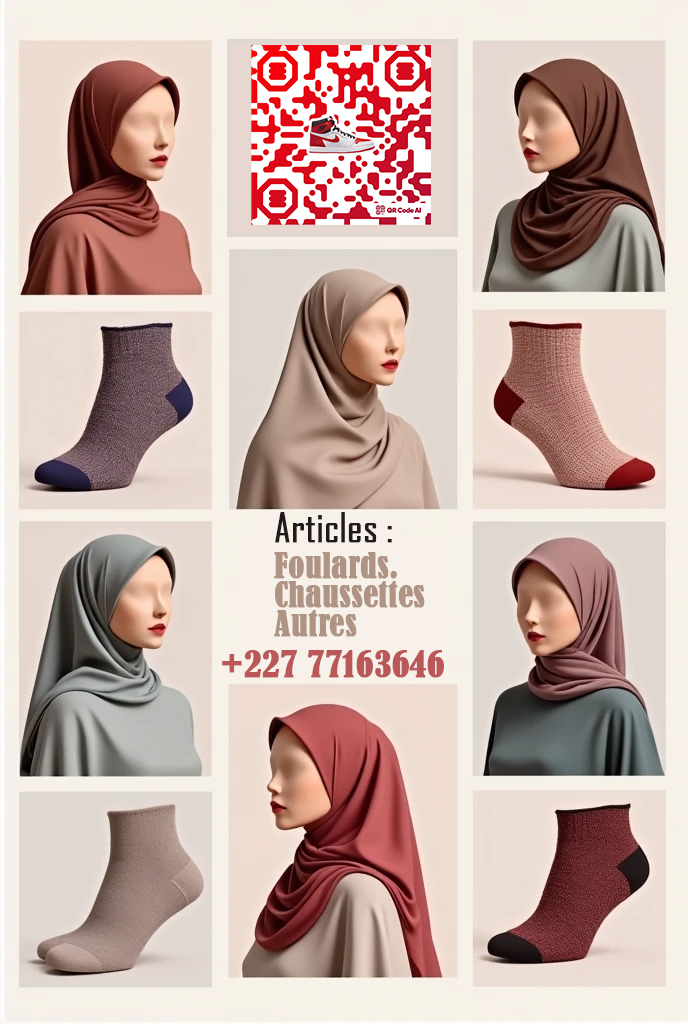 QR Code AI
Articles :
Foulards.
Chaussettes
Autres
+227 77163646